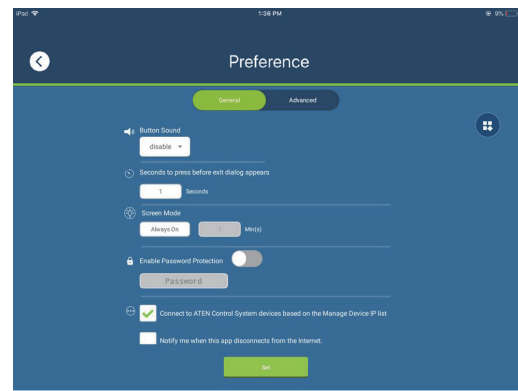 iPad 1:36 PM 9%
Preference
General Advanced
Button Sound
disable
Seconds to press before exit dialog appears
1 Seconds
Screen Mode
Always On 1 Min(s)
Enable Password Protection
Password
Connect to ATEN Control System devices based on the Manage Device IP list
Notify me when this app disconnects from the Internet.
Set